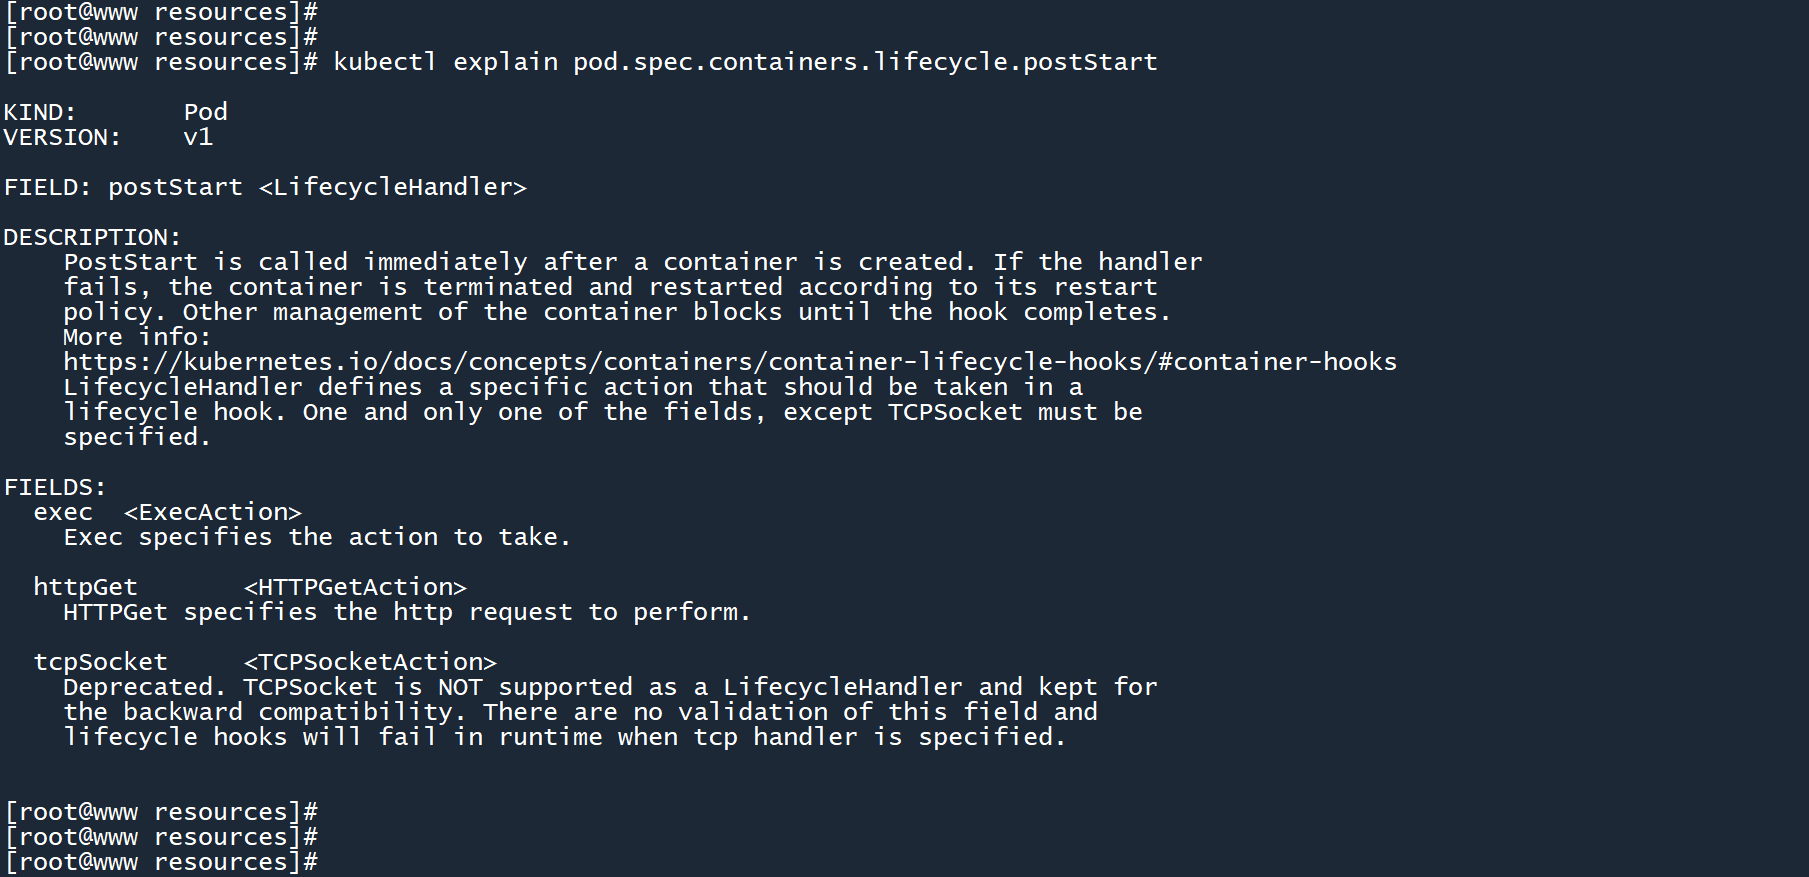 [root@www resources]#
[root@www resources]#
[root@www resources]# kubectl explain pod.spec.containers.lifecycle.postStart
KIND:       Pod
VERSION:    v1
FIELD: postStart <LifecycleHandler>
DESCRIPTION:
    PostStart is called immediately after a container is created. If the handler
    fails, the container is terminated and restarted according to its restart
    policy. Other management of the container blocks until the hook completes.
    More info:
    https://kubernetes.io/docs/concepts/containers/container-lifecycle-hooks/#container-hooks
    LifecycleHandler defines a specific action that should be taken in a
    lifecycle hook. One and only one of the fields, except TCPSocket must be
    specified.
FIELDS:
  exec  <ExecAction>
    Exec specifies the action to take.
  httpGet       <HTTPGetAction>
    HTTPGet specifies the http request to perform.
  tcpSocket     <TCPSocketAction>
    Deprecated. TCPSocket is NOT supported as a LifecycleHandler and kept for
    the backward compatibility. There are no validation of this field and
    lifecycle hooks will fail in runtime when tcp handler is specified.
[root@www resources]#
[root@www resources]#
[root@www resources]#